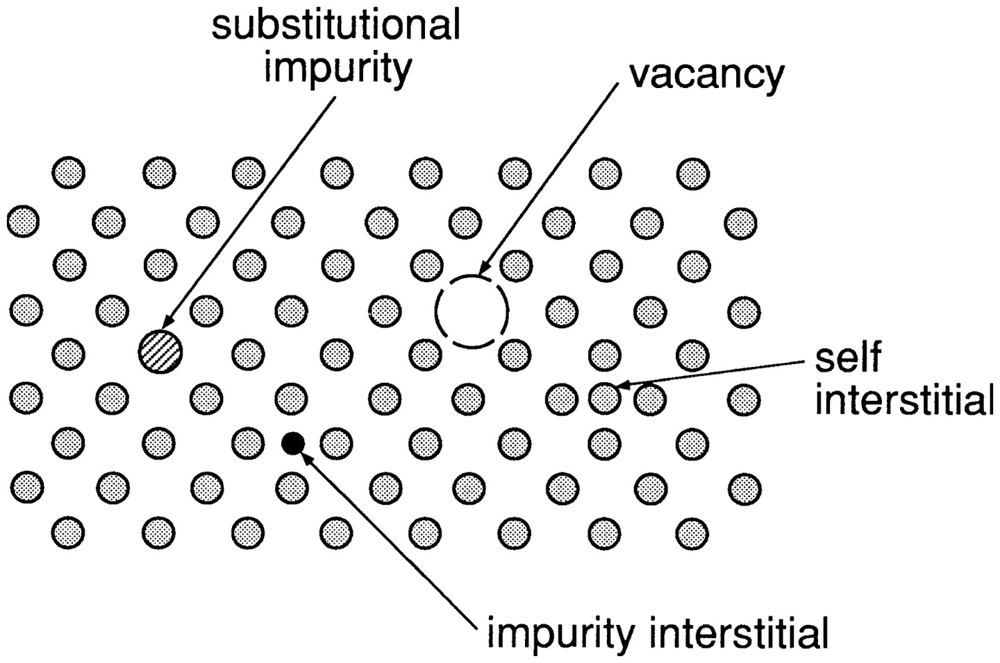 substitutional
impurity
vacancy
self
interstitial
impurity interstitial